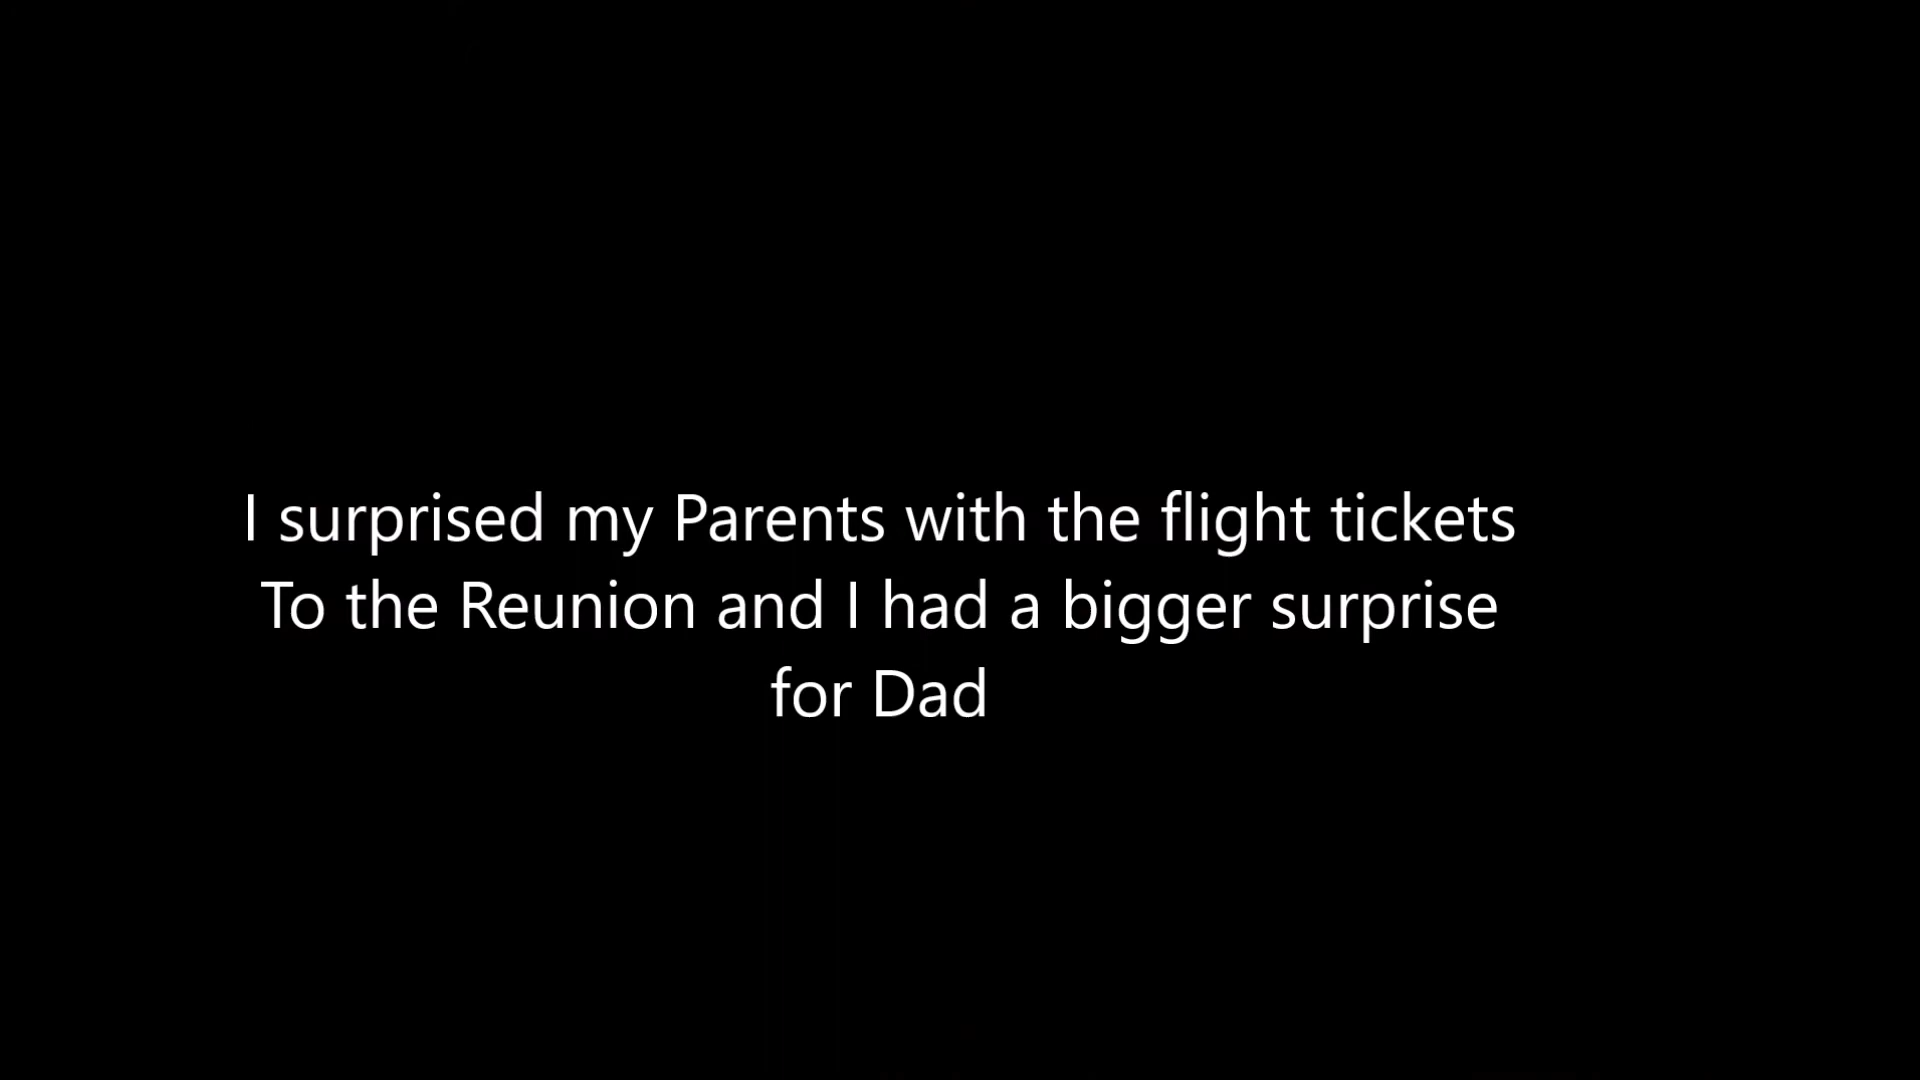 I surprised my Parents with the flight tickets
To the Reunion and I had a bigger surprise
for Dad